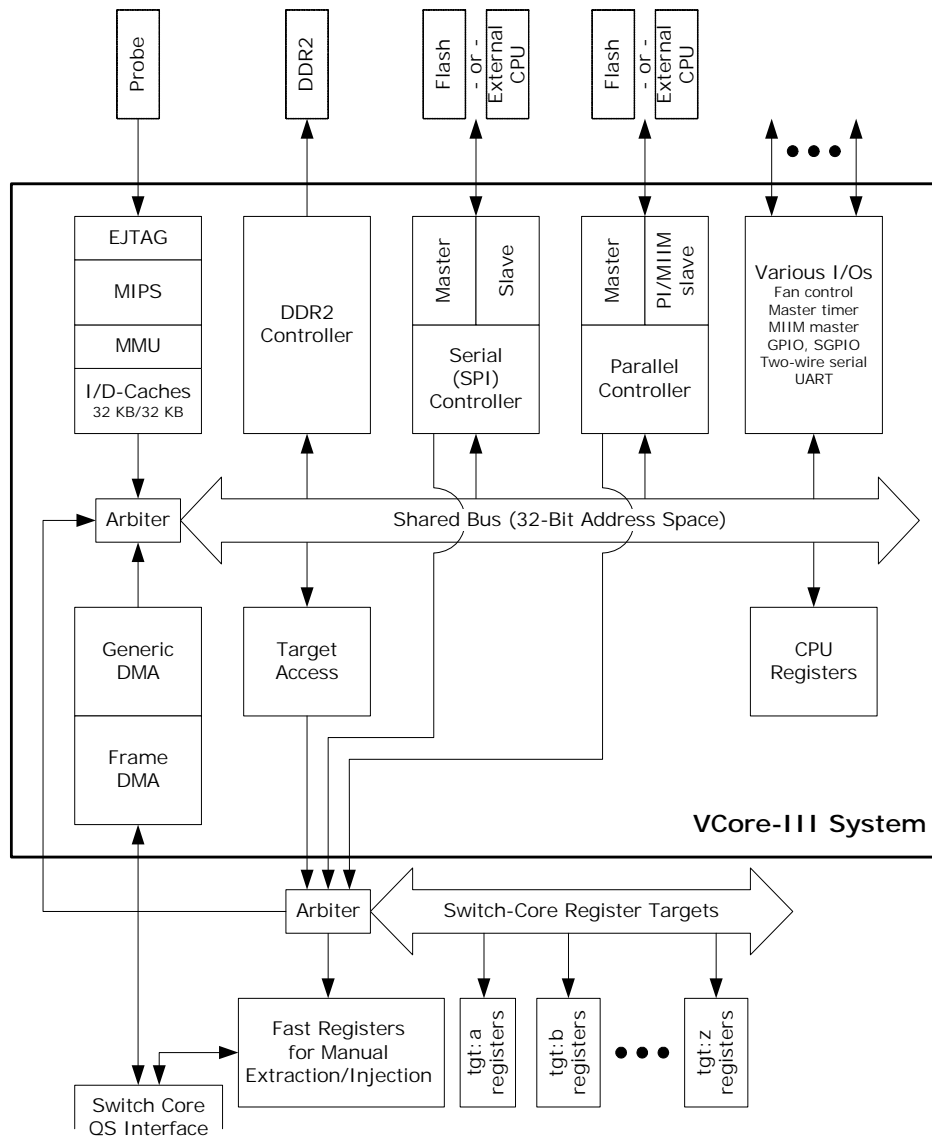 Probe
DDR2
Flash
- or -
External
CPU
Flash
- or -
External
CPU
EJTAG
MIPS
MMU
I/D-Caches
32 KB/32 KB
DDR2
Controller
Master
Slave
Serial
(SPI)
Controller
Master
PI/MIIM
slave
Parallel
Controller
Various I/Os
Fan control
Master timer
MIIM master
GPIO, SGPIO
Two-wire serial
UART
Arbiter
Shared Bus (32-Bit Address Space)
Generic
DMA
Frame
DMA
Target
Access
CPU
Registers
VCore-III System
Arbiter
Switch-Core Register Targets
Fast Registers
for Manual
Extraction/Injection
tgt:a
registers
tgt:b
registers
tgt:z
registers
Switch Core
QS Interface